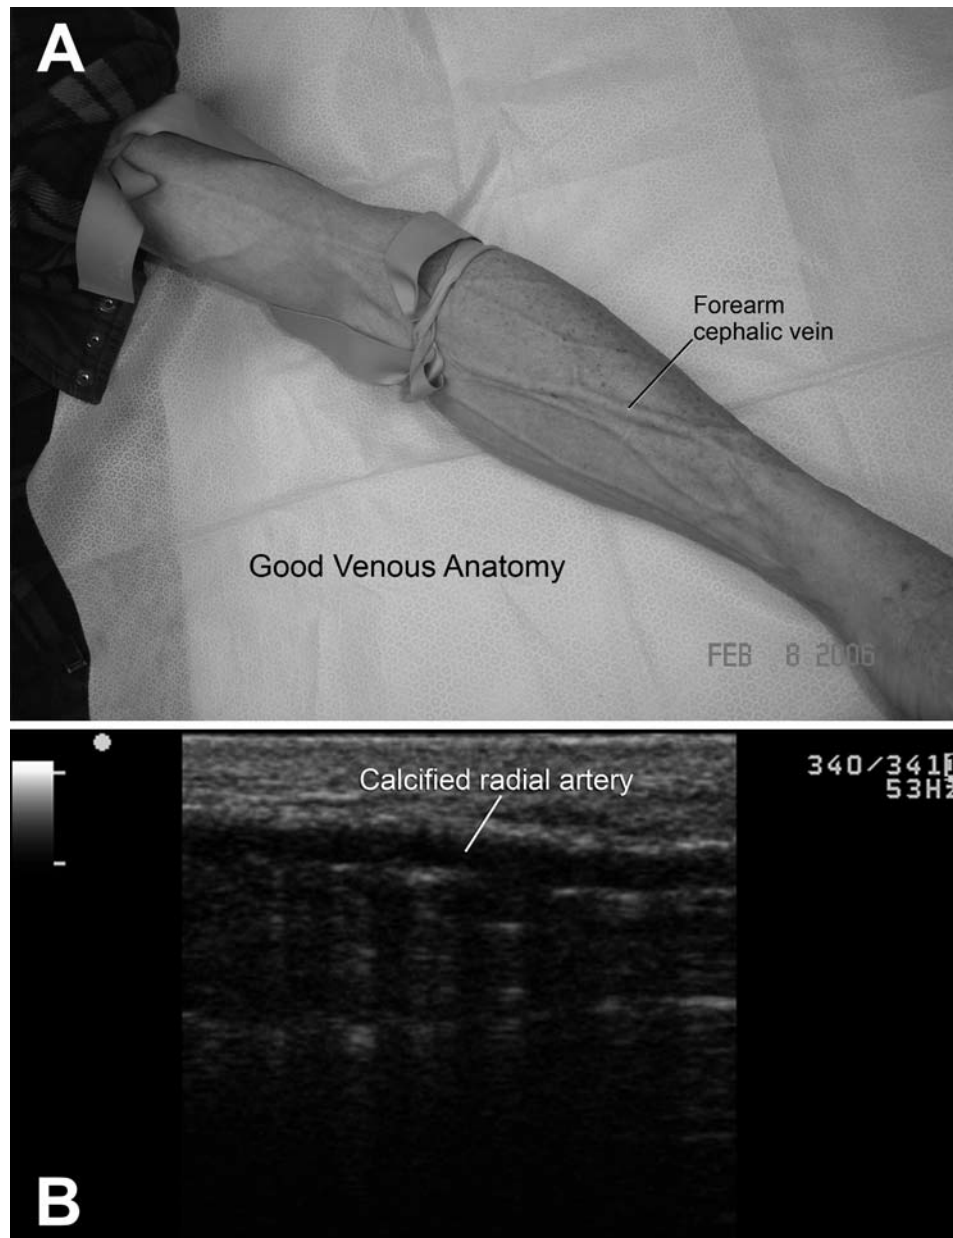 A
Forearm
cephalic vein
Good Venous Anatomy
FEB 8 2006
Calcified radial artery
340/341
53Hz
B